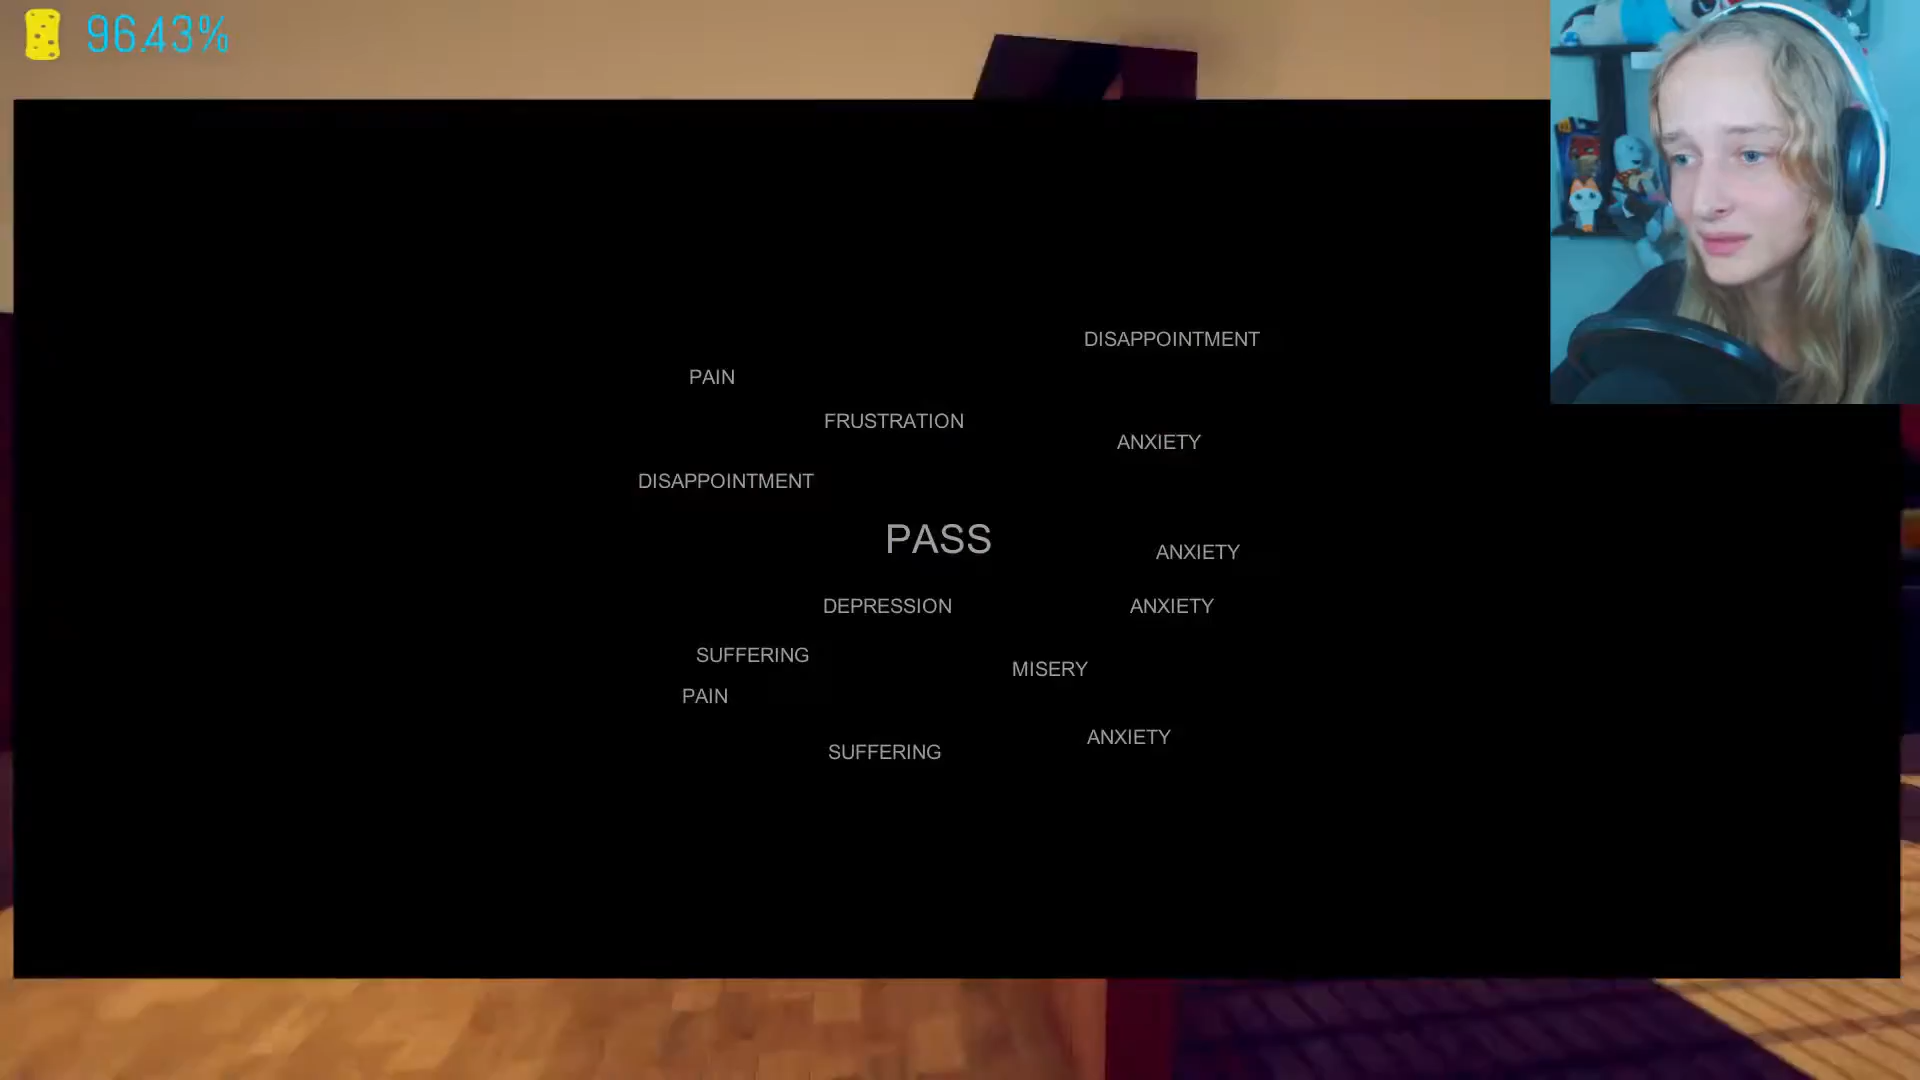 96.43%
DISAPPOINTMENT
PAIN
FRUSTRATION
ANXIETY
DISAPPOINTMENT
PASS
ANXIETY
DEPRESSION
ANXIETY
SUFFERING
MISERY
PAIN
ANXIETY
SUFFERING